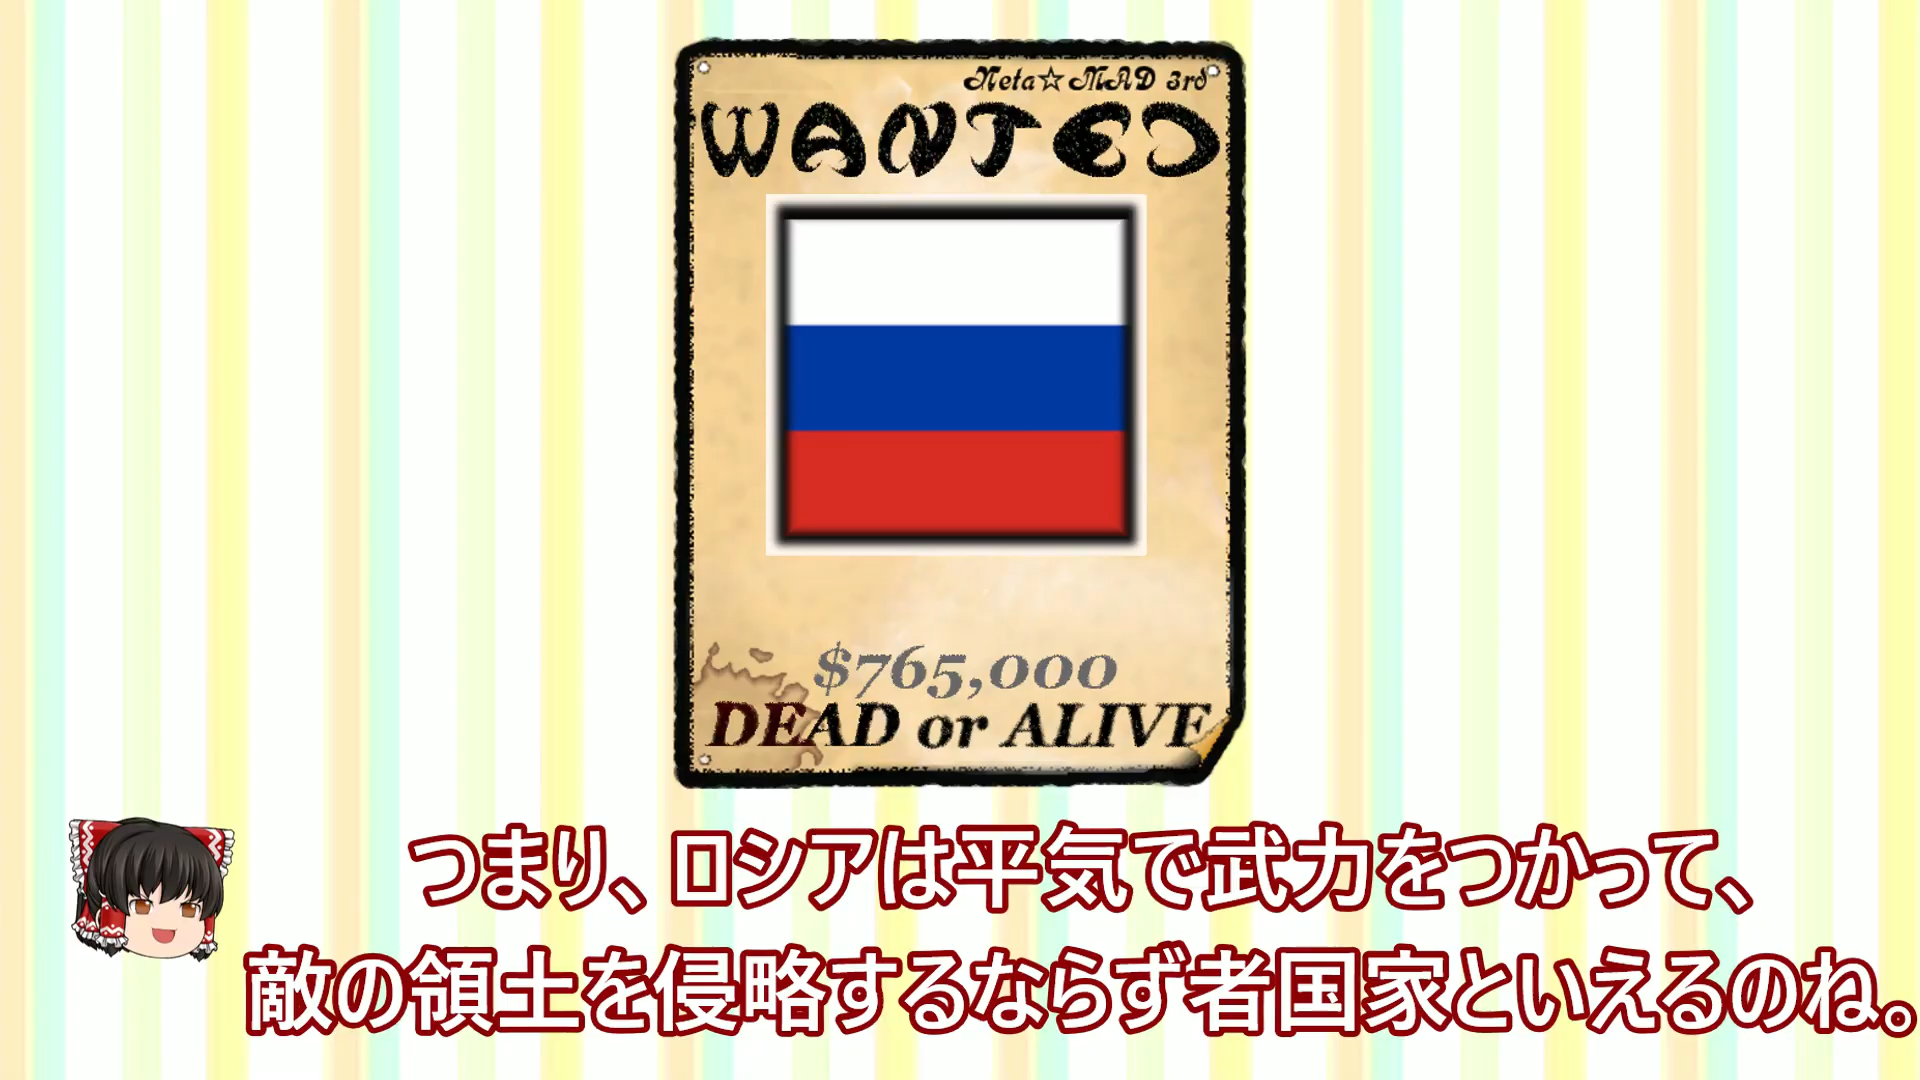 Meta☆MAD 3rd
WANTED
$765,000
DEAD or ALIVE
つまり、ロシアは平気で武力をつかって、
敵の領土を侵略するならず者国家といえるのね。